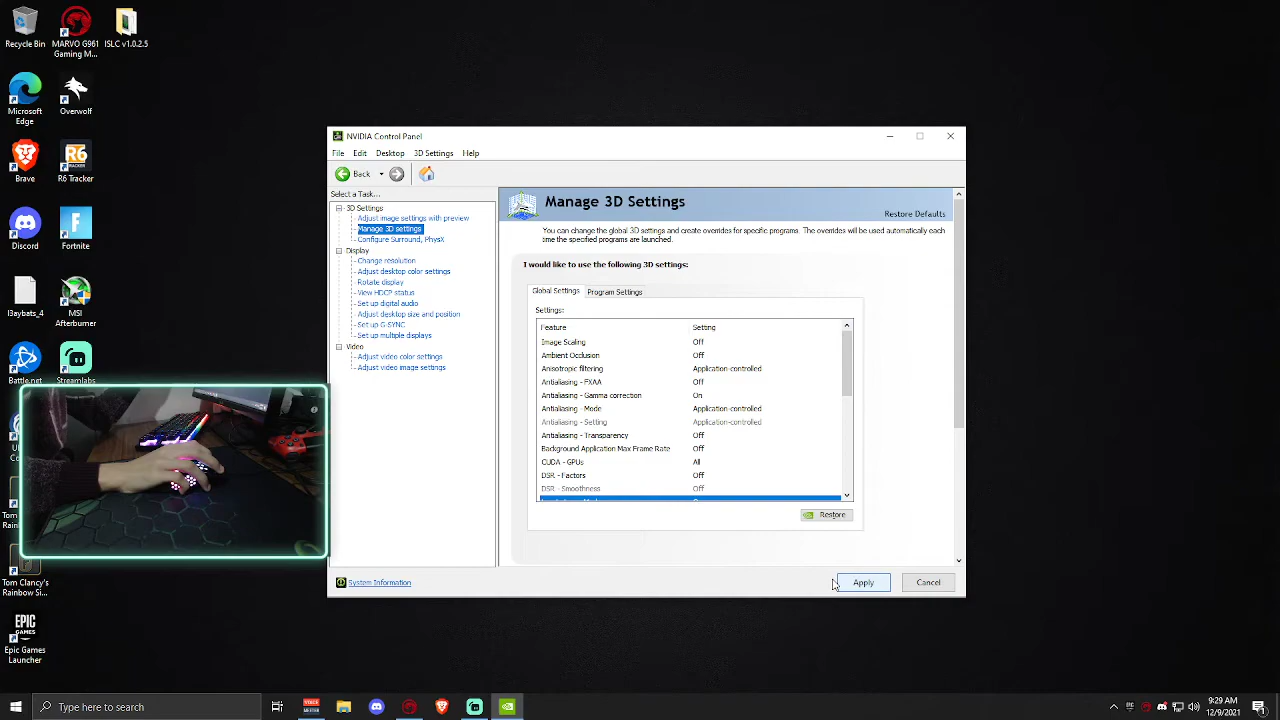 Recycle Bin
MARVO G961
Gaming M...
ISLC v1.0.2.5
Microsoft
Edge
Overwolf
Brave
R6 Tracker
Discord
Fortnite
iBayats_4
MSI
Afterburner
Battle.net
Streamlabs
Tom Clancy's
Rainbow Si...
EPIC
GAMES
Epic Games
Launcher
NVIDIA Control Panel
File Edit Desktop 3D Settings Help
Back
Select a Task...
3D Settings
Adjust image settings with preview
Manage 3D settings
Configure Surround, PhysX
Display
Change resolution
Adjust desktop color settings
Rotate display
View HDCP status
Set up digital audio
Adjust desktop size and position
Set up G-SYNC
Set up multiple displays
Video
Adjust video color settings
Adjust video image settings
System Information
Manage 3D Settings
Restore Defaults
You can change the global 3D settings and create overrides for specific programs. The overrides will be used automatically each
time the specified programs are launched.
I would like to use the following 3D settings:
Global Settings Program Settings
Settings:
Feature Setting
Image Scaling Off
Ambient Occlusion Off
Anisotropic filtering Application-controlled
Antialiasing - FXAA Off
Antialiasing - Gamma correction On
Antialiasing - Mode Application-controlled
Antialiasing - Setting Application-controlled
Antialiasing - Transparency Off
Background Application Max Frame Rate Off
CUDA - GPUs All
DSR - Factors Off
DSR - Smoothness Off
Restore
Apply Cancel
Type here to search
VOICE
MEETER
9:29 AM
12/9/2021